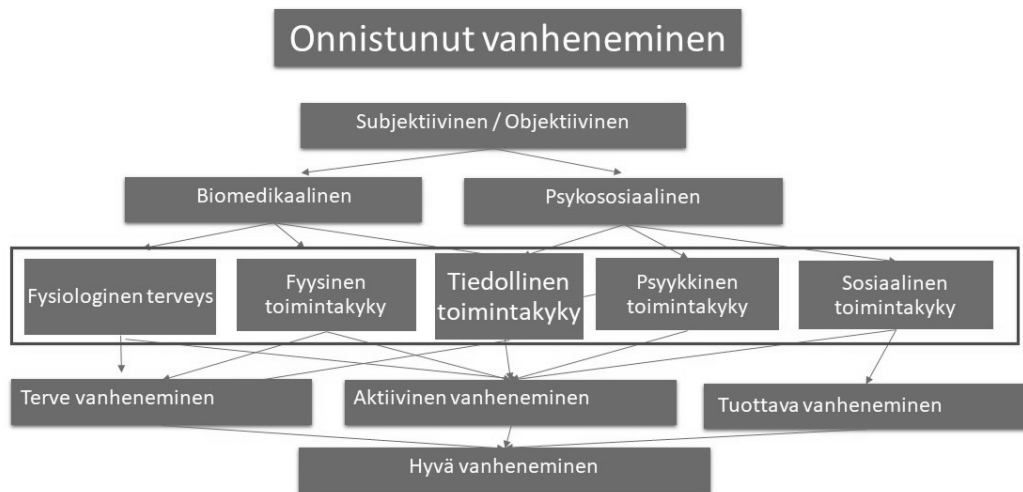 Onnistunut vanheneminen
Subjektiivinen / Objektiivinen
Biomedikaalinen
Psykososiaalinen
Fysiologinen terveys
Fyysinen
toimintakyky
Tiedollinen
toimintakyky
Psyykkinen
toimintakyky
Sosiaalinen
toimintakyky
Terve vanheneminen
Aktiivinen vanheneminen
Tuottava vanheneminen
Hyvä vanheneminen